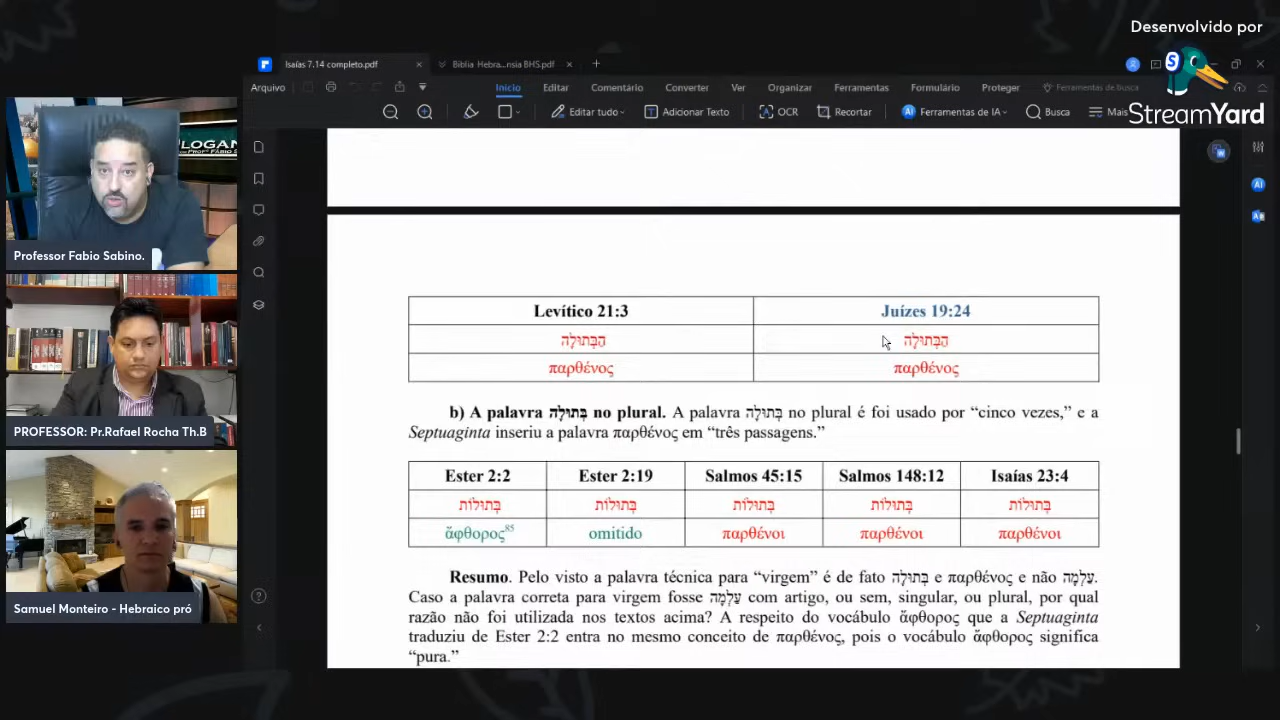 Desenvolvido por
StreamYard
Isaías 7.14 completo.pdf
Biblia Hebra...nsia BHS.pdf
Arquivo
Início Editar Comentário Converter Ver Organizar Ferramentas Formulário Proteger Ferramentas de busca
Editar tudo Adicionar Texto OCR Recortar Ferramentas de IA Busca Mais
LOGAN
Professor Fabio Sabino.
PROFESSOR: Pr.Rafael Rocha Th.B
Samuel Monteiro - Hebraico pró
Levítico 21:3 Juízes 19:24
הַבְּתוּלָה הַבְּתוּלָה
παρθένος παρθένος
b) A palavra בְּתוּלָה no plural. A palavra בְּתוּלָה no plural é foi usado por “cinco vezes,” e a
Septuaginta inseriu a palavra παρθένος em “três passagens.”
Ester 2:2 Ester 2:19 Salmos 45:15 Salmos 148:12 Isaías 23:4
בְּתוּלוֹת בְּתוּלוֹת בְּתוּלוֹת בְּתוּלוֹת בְּתוּלוֹת
ἄφθορος85 omitido παρθένοι παρθένοι παρθένοι
Resumo. Pelo visto a palavra técnica para “virgem” é de fato בְּתוּלָה e παρθένος e não עַלְמָה.
Caso a palavra correta para virgem fosse עַלְמָה com artigo, ou sem, singular, ou plural, por qual
razão não foi utilizada nos textos acima? A respeito do vocábulo ἄφθορος que a Septuaginta
traduziu de Ester 2:2 entra no mesmo conceito de παρθένος, pois o vocábulo ἄφθορος significa
“pura.”